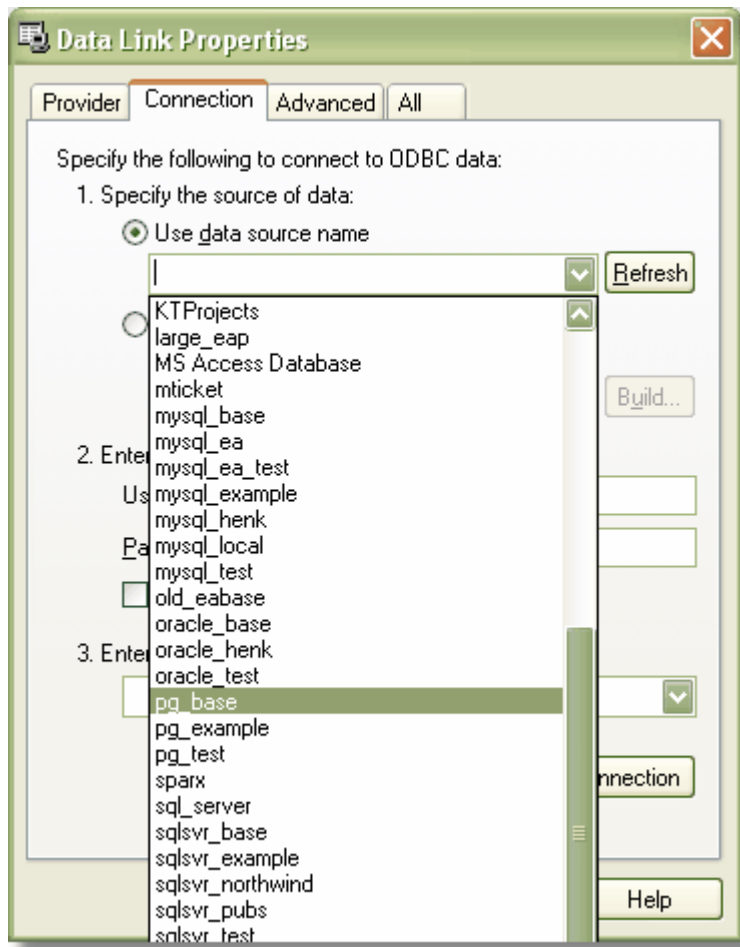 Data Link Properties
Provider Connection Advanced All
Specify the following to connect to ODBC data:
1. Specify the source of data:
Use data source name
Refresh
KTProjects
large_eap
MS Access Database
mticket
Build...
mysql_base
mysql_ea
2. Enter
mysql_ea_test
Us
mysql_example
mysql_henk
Pa
mysql_local
mysql_test
old_eabase
oracle_base
3. Enter
oracle_henk
oracle_test
pg_base
pg_example
pg_test
sparx
nnection
sql_server
sqlsvr_base
sqlsvr_example
sqlsvr_northwind
Help
sqlsvr_pubs
sqlsvr_test